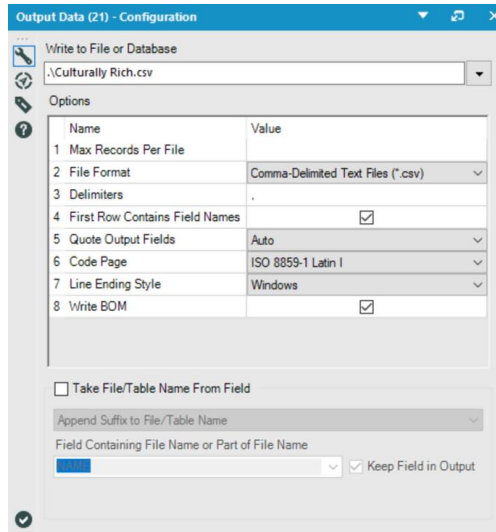 Output Data (21) - Configuration
Write to File or Database
.\Culturally Rich.csv
Options
Name Value
1 Max Records Per File
2 File Format Comma-Delimited Text Files (*.csv)
3 Delimiters ,
4 First Row Contains Field Names
5 Quote Output Fields Auto
6 Code Page ISO 8859-1 Latin I
7 Line Ending Style Windows
8 Write BOM
Take File/Table Name From Field
Append Suffix to File/Table Name
Field Containing File Name or Part of File Name
NAME Keep Field in Output